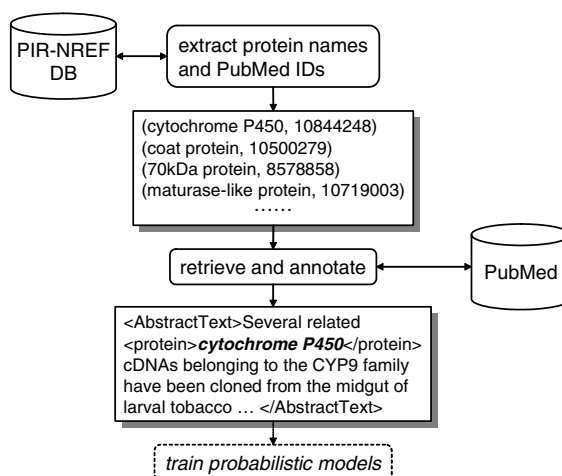 PIR-NREF
DB
extract protein names
and PubMed IDs
(cytochrome P450, 10844248)
(coat protein, 10500279)
(70kDa protein, 8578858)
(maturase-like protein, 10719003)
……
retrieve and annotate
PubMed
<AbstractText>Several related
<protein>cytochrome P450</protein>
cDNAs belonging to the CYP9 family
have been cloned from the midgut of
larval tobacco … </AbstractText>
train probabilistic models